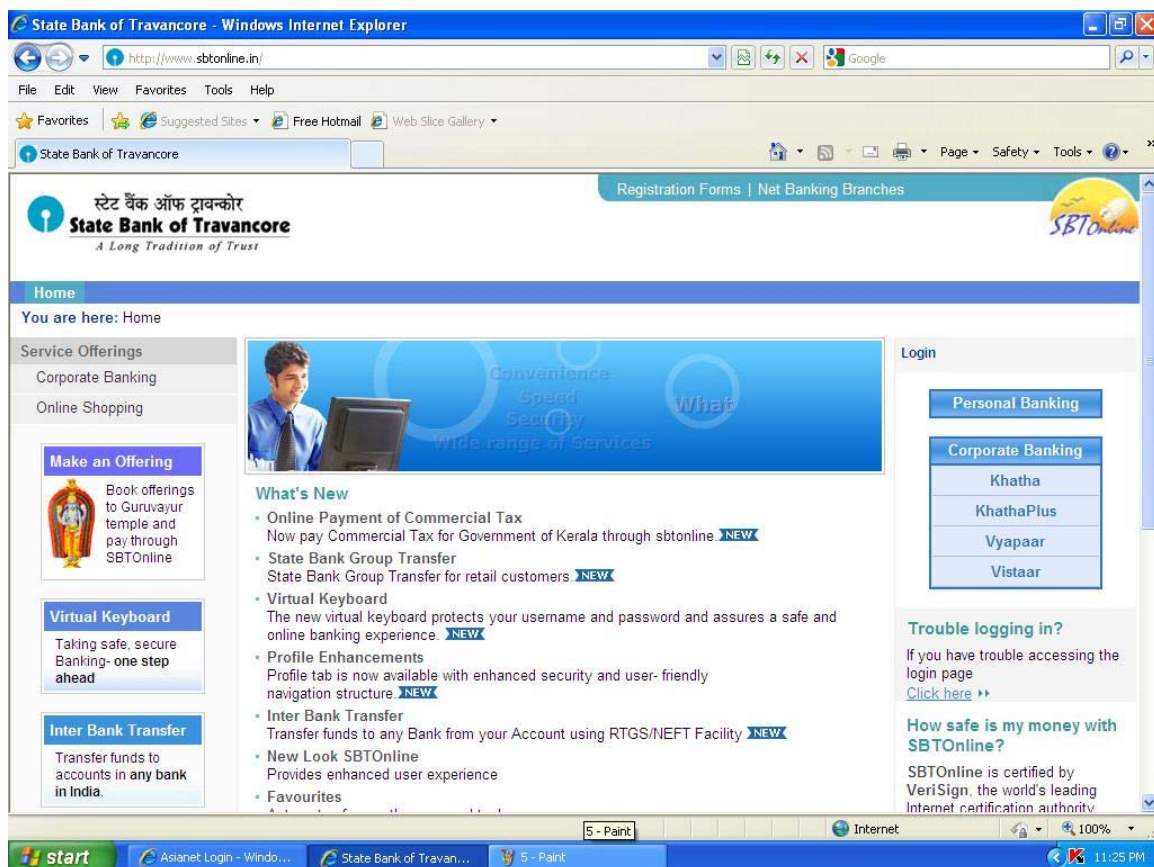 State Bank of Travancore - Windows Internet Explorer
http://www.sbtonline.in/
Google
File Edit View Favorites Tools Help
Favorites Suggested Sites Free Hotmail Web Slice Gallery
State Bank of Travancore
Page Safety Tools
Registration Forms | Net Banking Branches
स्टेट बैंक ऑफ ट्रावन्कोर
State Bank of Travancore
A Long Tradition of Trust
SBTOnline
Home
You are here: Home
Service Offerings
Corporate Banking
Online Shopping
Make an Offering
Book offerings
to Guruvayur
temple and
pay through
SBTOnline
Virtual Keyboard
Taking safe, secure
Banking- one step
ahead
Inter Bank Transfer
Transfer funds to
accounts in any bank
in India.
Convenience
Speed
Security
Wide range of Services
What
What's New
Online Payment of Commercial Tax
Now pay Commercial Tax for Government of Kerala through sbtonline. NEW
State Bank Group Transfer
State Bank Group Transfer for retail customers. NEW
Virtual Keyboard
The new virtual keyboard protects your username and password and assures a safe and
online banking experience. NEW
Profile Enhancements
Profile tab is now available with enhanced security and user- friendly
navigation structure. NEW
Inter Bank Transfer
Transfer funds to any Bank from your Account using RTGS/NEFT Facility NEW
New Look SBTOnline
Provides enhanced user experience
Favourites
Login
Personal Banking
Corporate Banking
Khatha
KhathaPlus
Vyapaar
Vistaar
Trouble logging in?
If you have trouble accessing the
login page
Click here
How safe is my money with
SBTOnline?
SBTOnline is certified by
VeriSign, the world's leading
Internet certification authority
5 - Paint
Internet
100%
start
Asianet Login - Windo...
State Bank of Travan...
5 - Paint
11:25 PM